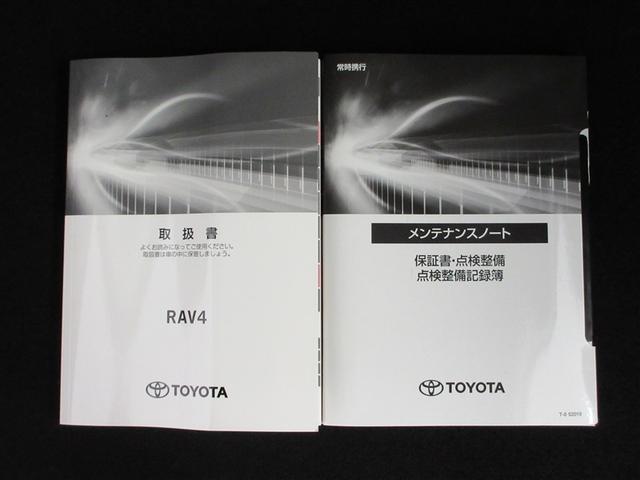 取扱書
よくお読みになってご使用ください。
取扱書は車の中に保管しましょう。
RAV4
TOYOTA
常時携行
メンテナンスノート
保証書・点検整備
点検整備記録簿
TOYOTA